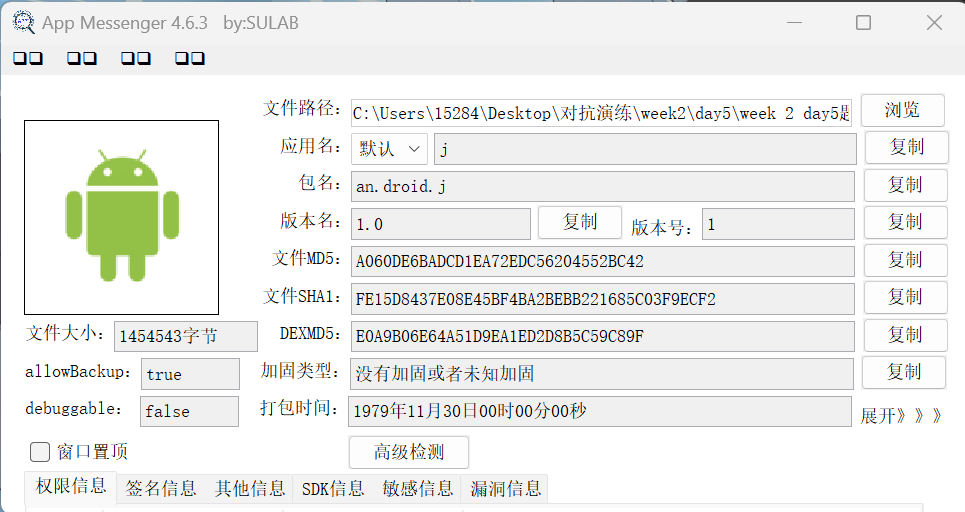 App Messenger 4.6.3 by:SULAB
文件路径: C:\Users\15284\Desktop\对抗演练\week2\day5\week 2 day5题 浏览
应用名: 默认 j 复制
包名: an.droid.j 复制
版本名: 1.0 复制 版本号: 1 复制
文件MD5: A060DE6BADCD1EA72EDC56204552BC42 复制
文件SHA1: FE15D8437E08E45BF4BA2BEBB221685C03F9ECF2 复制
文件大小: 1454543字节 DEXMD5: E0A9B06E64A51D9EA1ED2D8B5C59C89F 复制
allowBackup: true 加固类型: 没有加固或者未知加固 复制
debuggable: false 打包时间: 1979年11月30日00时00分00秒 展开》》》
窗口置顶 高级检测
权限信息 签名信息 其他信息 SDK信息 敏感信息 漏洞信息